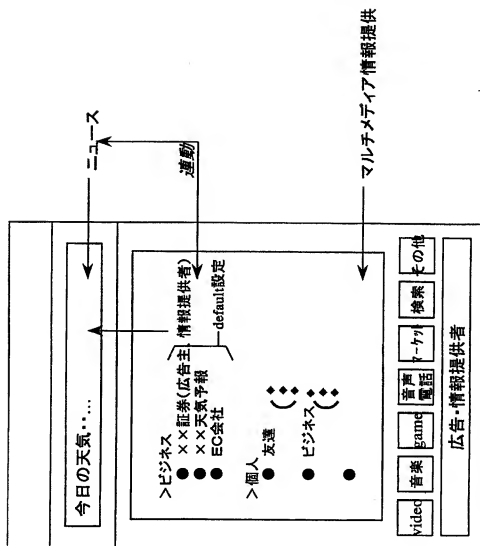 今日の天気・・・…
ニュース
連動
>ビジネス
● ××証券(広告主、情報提供者)
● ××天気予報
● EC会社
default設定
>個人
● 友達
● ビジネス
●
マルチメディア情報提供
video
音楽
game
音声
電話
マーケット
検索
その他
広告・情報提供者